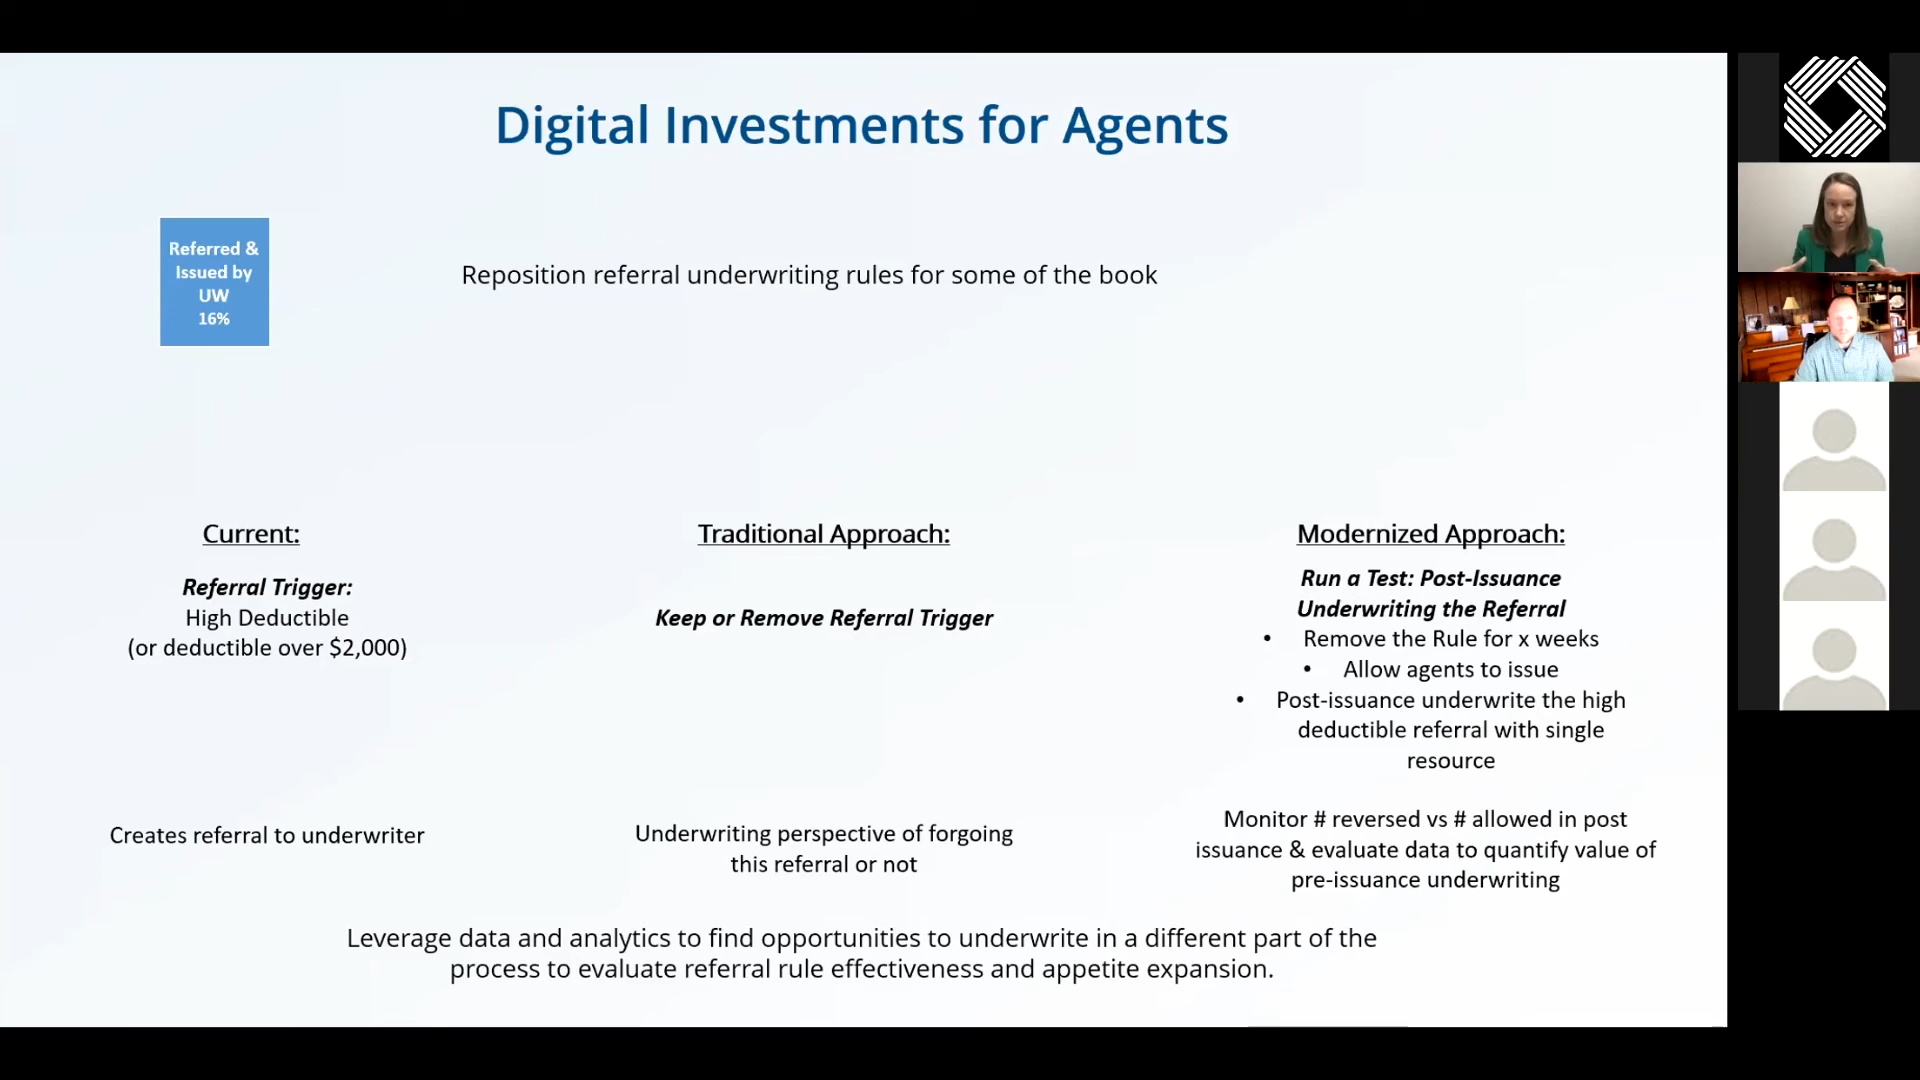 Digital Investments for Agents
Referred &
Issued by
UW
16%
Reposition referral underwriting rules for some of the book
Current:
Referral Trigger:
High Deductible
(or deductible over $2,000)
Creates referral to underwriter
Traditional Approach:
Keep or Remove Referral Trigger
Underwriting perspective of forgoing
this referral or not
Modernized Approach:
Run a Test: Post-Issuance
Underwriting the Referral
• Remove the Rule for x weeks
• Allow agents to issue
• Post-issuance underwrite the high
deductible referral with single
resource
Monitor # reversed vs # allowed in post
issuance & evaluate data to quantify value of
pre-issuance underwriting
Leverage data and analytics to find opportunities to underwrite in a different part of the
process to evaluate referral rule effectiveness and appetite expansion.